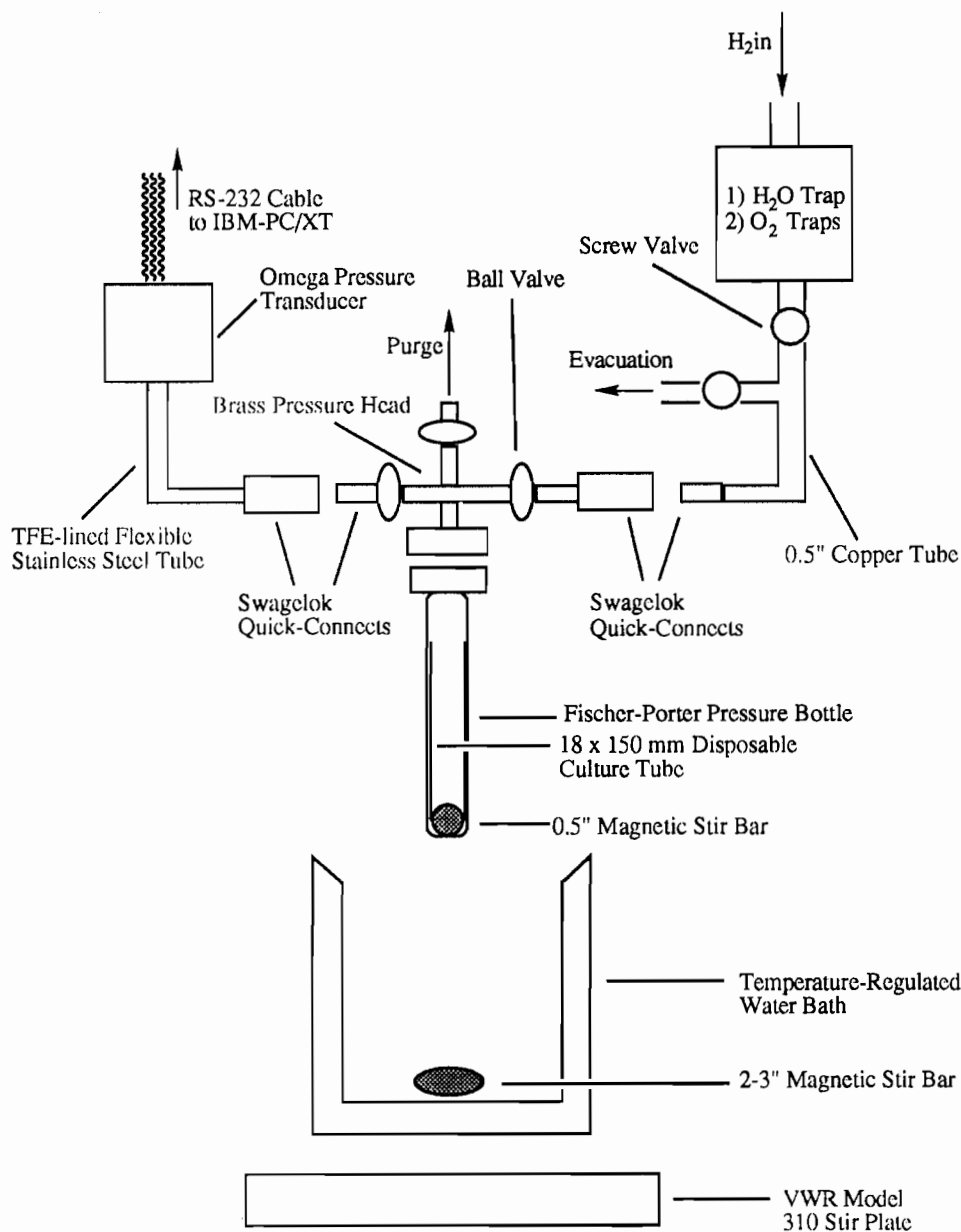 H₂in
1) H₂O Trap
2) O₂ Traps
RS-232 Cable
to IBM-PC/XT
Screw Valve
Omega Pressure
Transducer
Ball Valve
Purge
Evacuation
Brass Pressure Head
TFE-lined Flexible
Stainless Steel Tube
0.5" Copper Tube
Swagelok
Quick-Connects
Swagelok
Quick-Connects
Fischer-Porter Pressure Bottle
18 x 150 mm Disposable
Culture Tube
0.5" Magnetic Stir Bar
Temperature-Regulated
Water Bath
2-3" Magnetic Stir Bar
VWR Model
310 Stir Plate